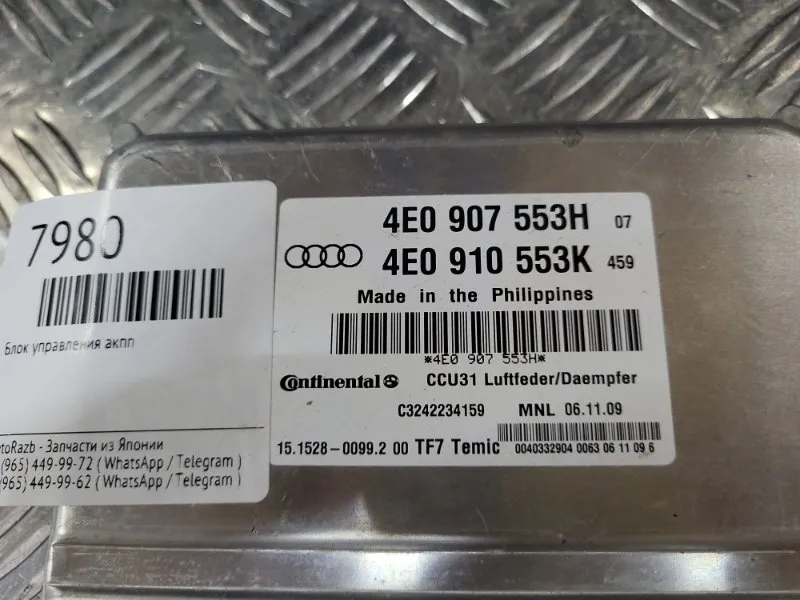 7980
Блок управления акпп
toRazb - Запчасти из Японии
(965) 449-99-72 ( WhatsApp / Telegram )
(965) 449-99-62 ( WhatsApp / Telegram )
4E0 907 553H 07
4E0 910 553K 459
Made in the Philippines
*4E0 907 553H*
Continental CCU31 Luftfeder/Daempfer
C3242234159 MNL 06.11.09
15.1528-0099.2 00 TF7 Temic 0040332904 0063 06 11 09 6